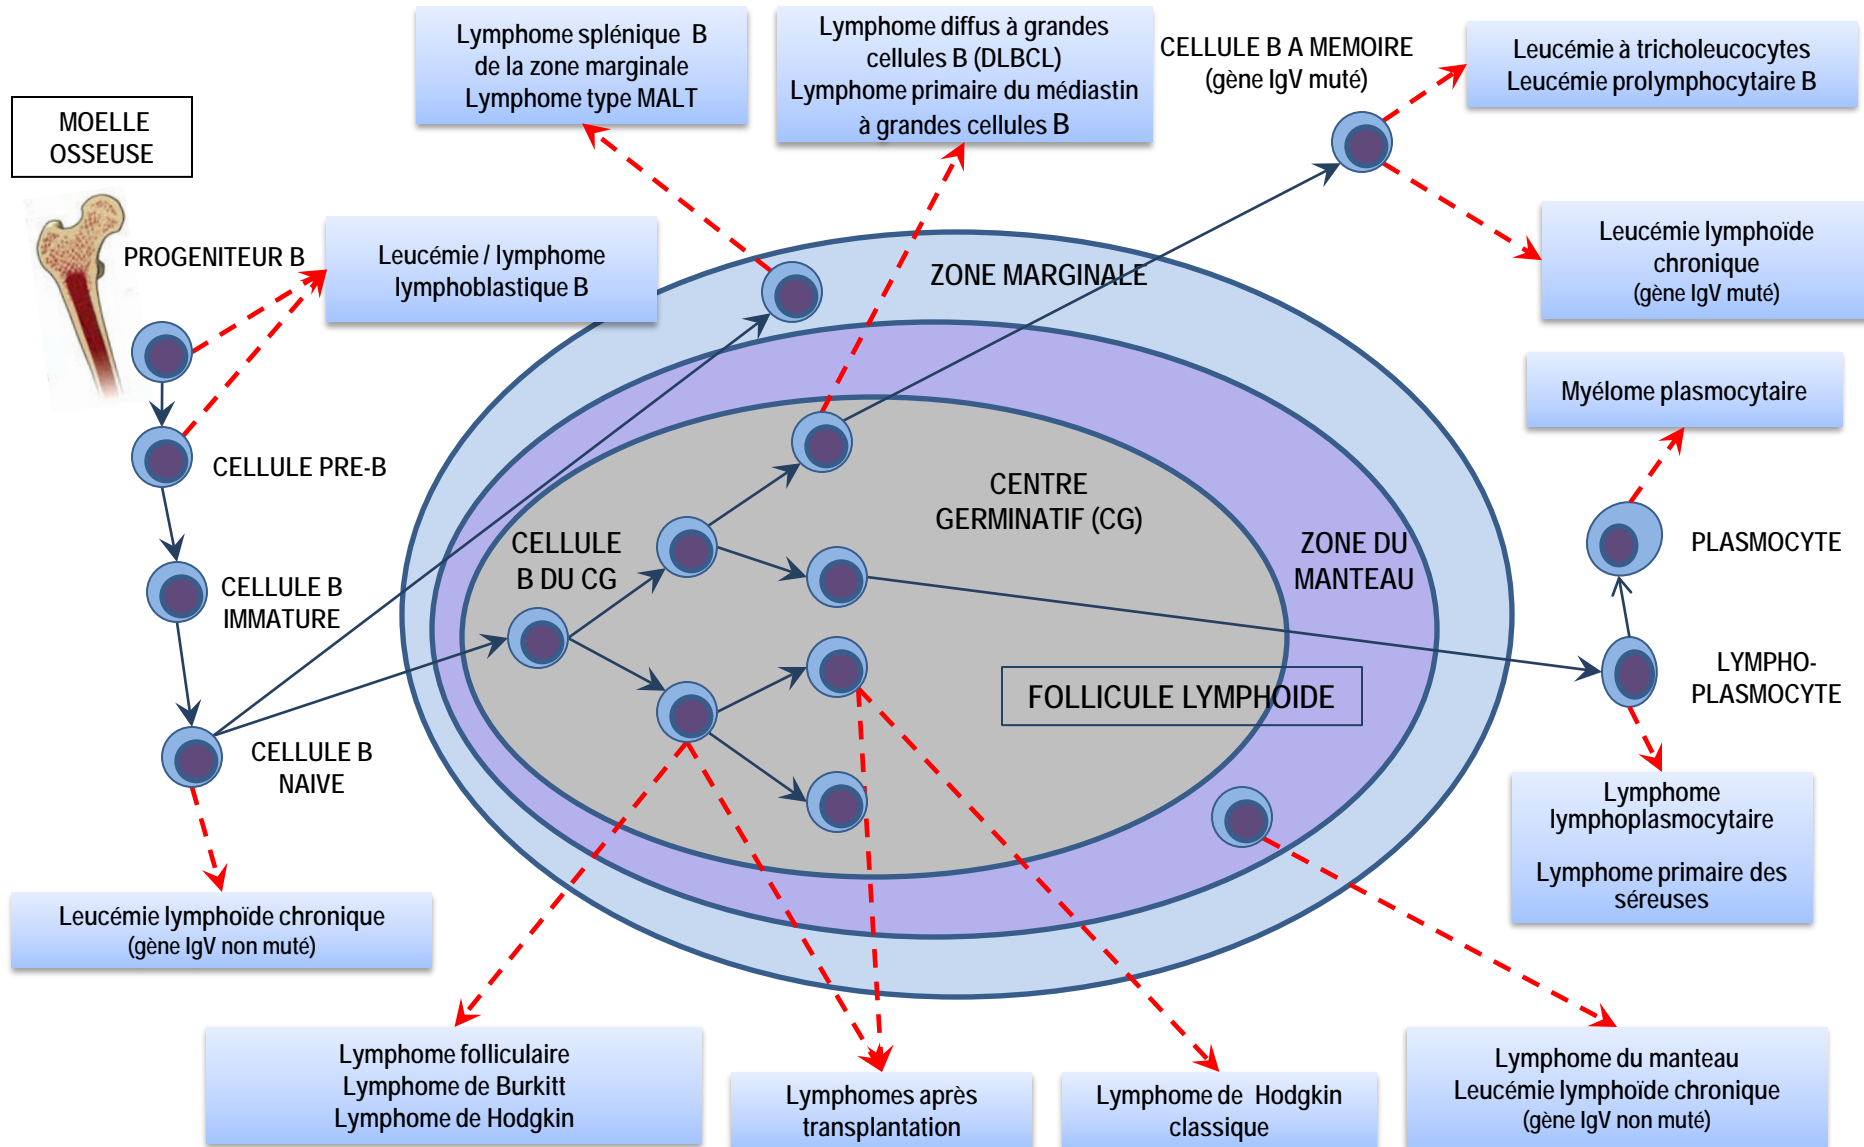 Lymphome splénique B
de la zone marginale
Lymphome type MALT
Lymphome diffus à grandes
cellules B (DLBCL)
Lymphome primaire du médiastin
à grandes cellules B
CELLULE B A MEMOIRE
(gène IgV muté)
Leucémie à tricholeucocytes
Leucémie prolymphocytaire B
MOELLE
OSSEUSE
PROGENITEUR B
Leucémie / lymphome
lymphoblastique B
ZONE MARGINALE
Leucémie lymphoïde
chronique
(gène IgV muté)
Myélome plasmocytaire
CELLULE PRE-B
CENTRE
GERMINATIF (CG)
CELLULE
B DU CG
ZONE DU
MANTEAU
PLASMOCYTE
CELLULE B
IMMATURE
FOLLICULE LYMPHOIDE
LYMPHO-
PLASMOCYTE
CELLULE B
NAIVE
Lymphome
lymphoplasmocytaire
Lymphome primaire des
séreuses
Leucémie lymphoïde chronique
(gène IgV non muté)
Lymphome folliculaire
Lymphome de Burkitt
Lymphome de Hodgkin
Lymphomes après
transplantation
Lymphome de Hodgkin
classique
Lymphome du manteau
Leucémie lymphoïde chronique
(gène IgV non muté)